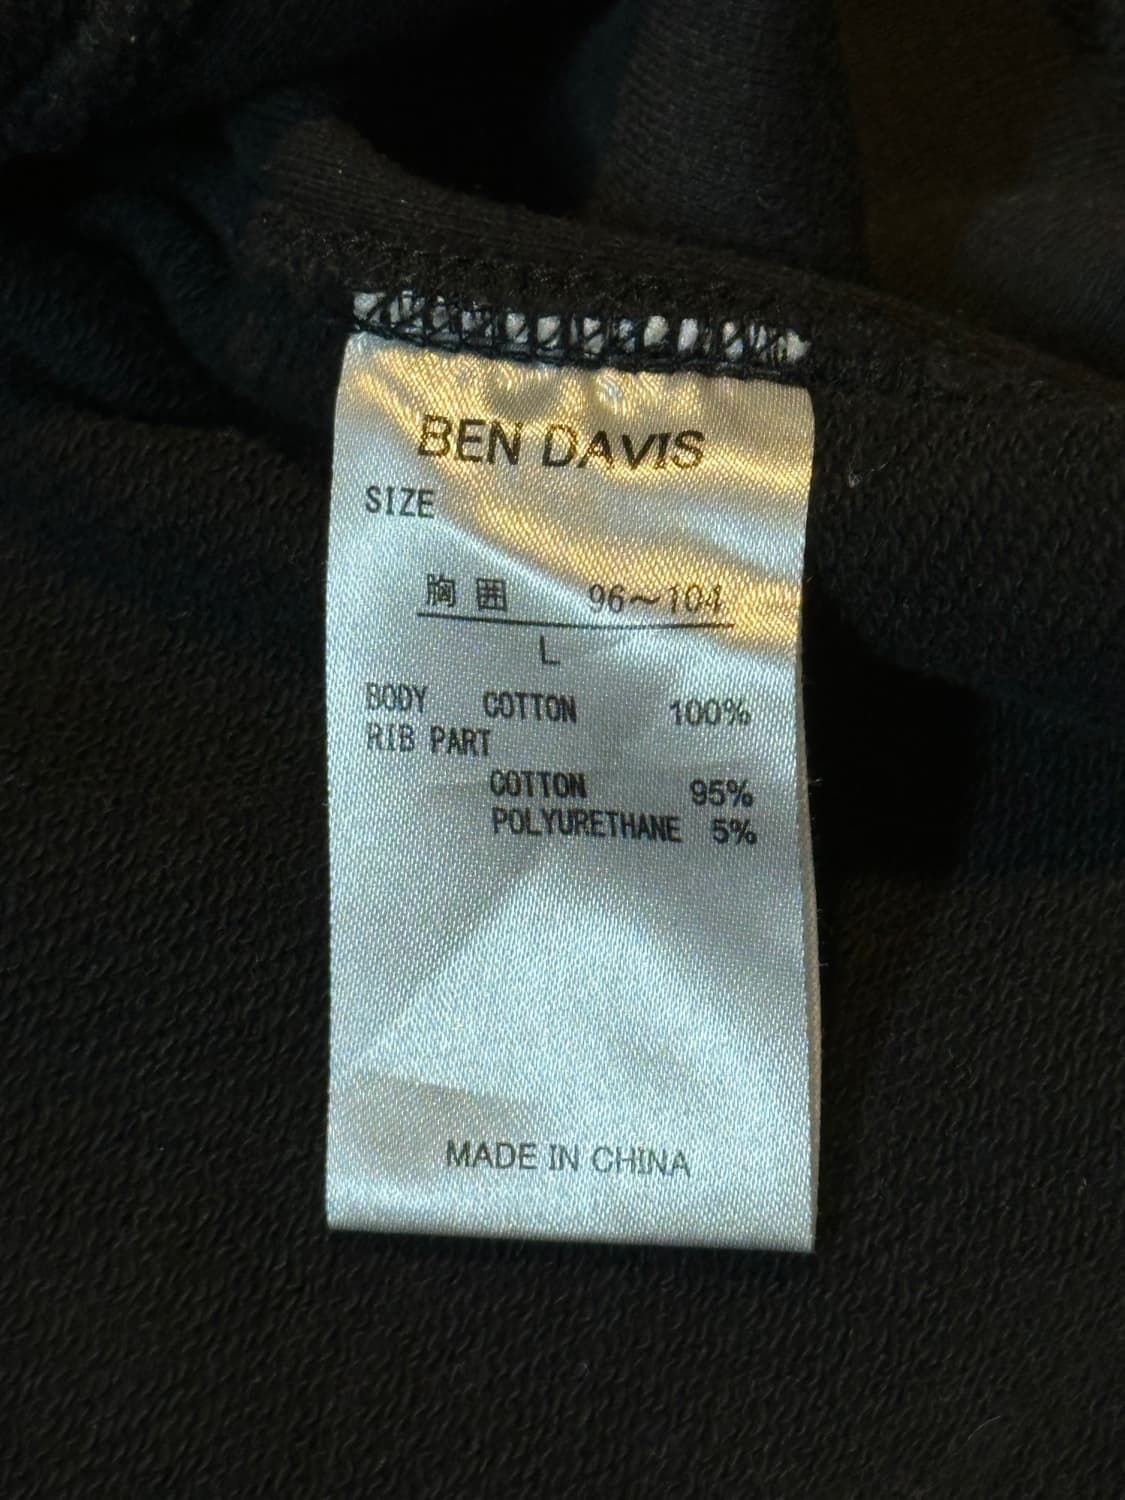 BEN DAVIS
SIZE
胸囲 96～104
L
BODY COTTON 100%
RIB PART
COTTON 95%
POLYURETHANE 5%
MADE IN CHINA